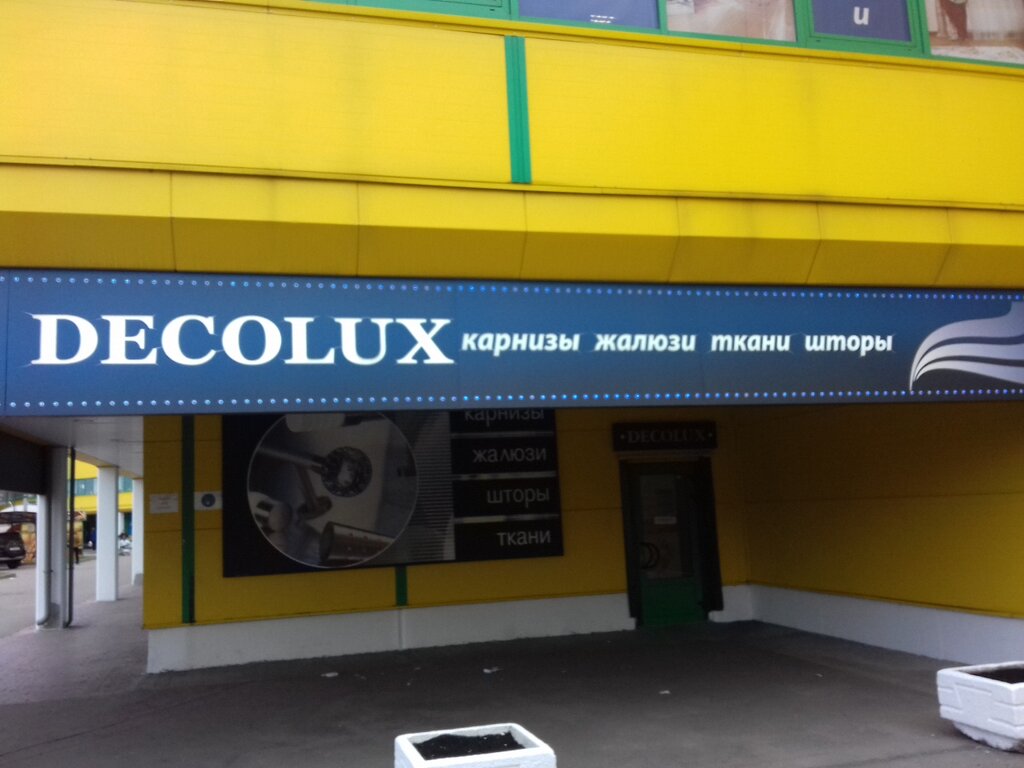 и
DECOLUX карнизы жалюзи ткани шторы
карнизы
жалюзи
шторы
ткани
•DECOLUX•